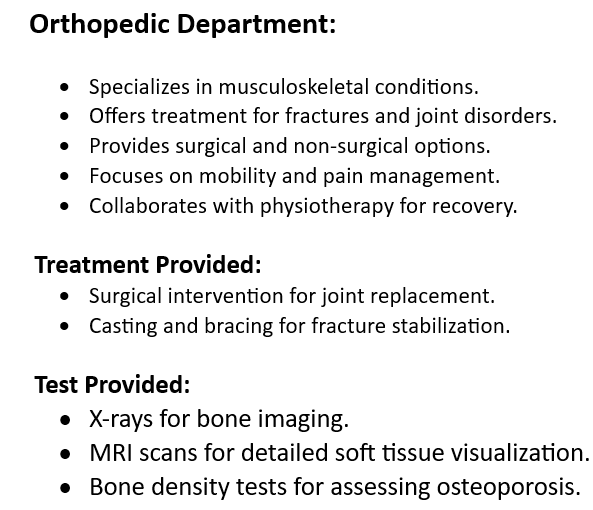 Orthopedic Department:
• Specializes in musculoskeletal conditions.
• Offers treatment for fractures and joint disorders.
• Provides surgical and non-surgical options.
• Focuses on mobility and pain management.
• Collaborates with physiotherapy for recovery.
Treatment Provided:
• Surgical intervention for joint replacement.
• Casting and bracing for fracture stabilization.
Test Provided:
• X-rays for bone imaging.
• MRI scans for detailed soft tissue visualization.
• Bone density tests for assessing osteoporosis.